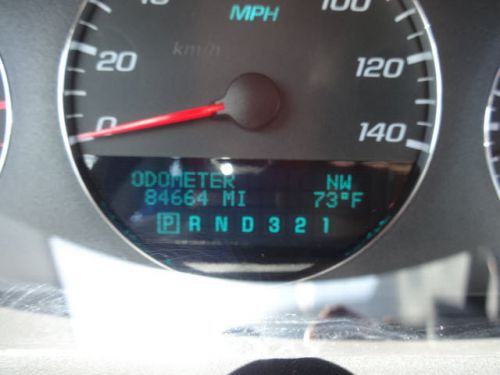 100
MPH
km/h
20
120
0
140
ODOMETER NW
84664 MI 73°F
P R N D 3 2 1